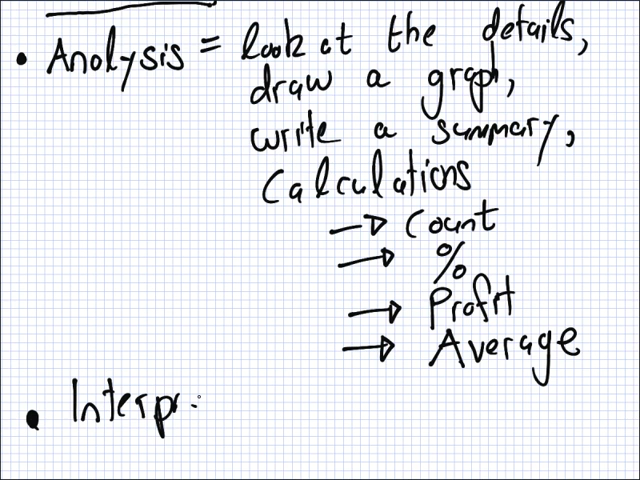 • Analysis = look at the details,
draw a graph,
write a summary,
Calculations
→ Count
→ %
→ Profit
→ Average
• Interpr